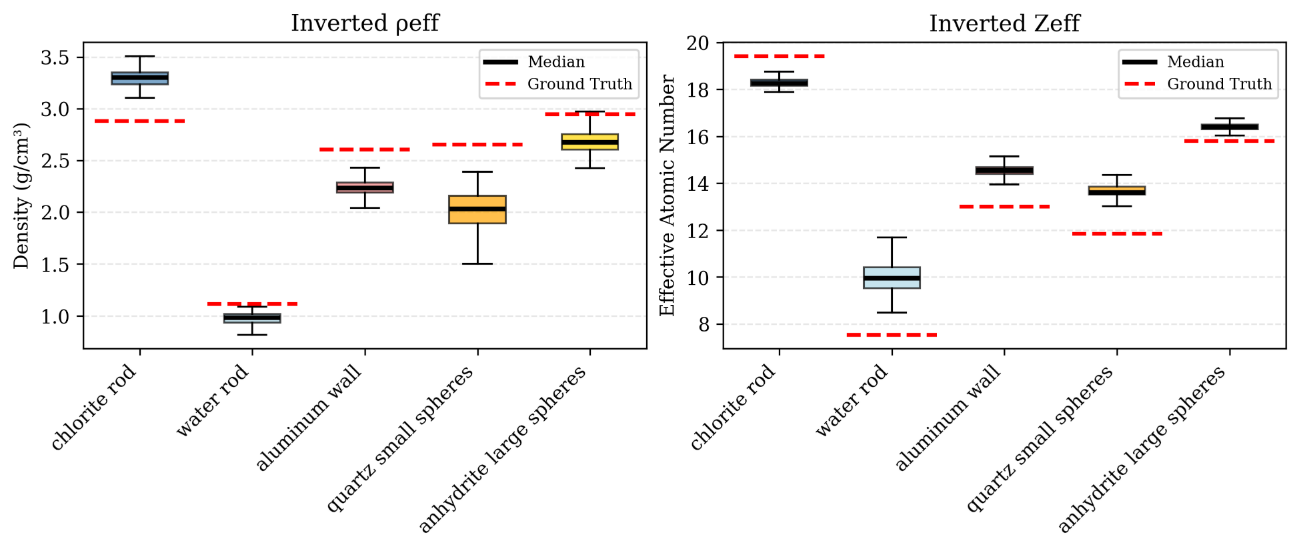 Inverted ρeff
Density (g/cm³)
3.5
3.0
2.5
2.0
1.5
1.0
Median
Ground Truth
chlorite rod
water rod
aluminum wall
quartz small spheres
anhydrite large spheres
Inverted Zeff
Effective Atomic Number
20
18
16
14
12
10
8
Median
Ground Truth
chlorite rod
water rod
aluminum wall
quartz small spheres
anhydrite large spheres